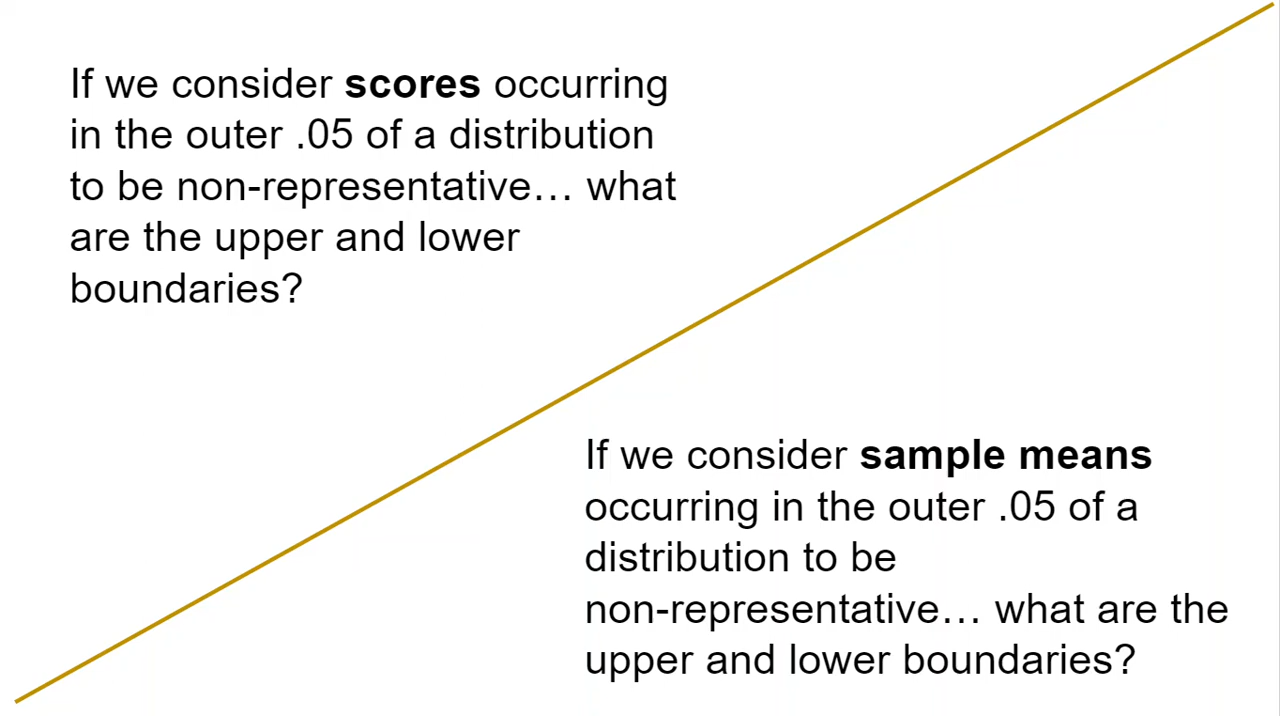 If we consider scores occurring
in the outer .05 of a distribution
to be non-representative… what
are the upper and lower
boundaries?
If we consider sample means
occurring in the outer .05 of a
distribution to be
non-representative… what are the
upper and lower boundaries?